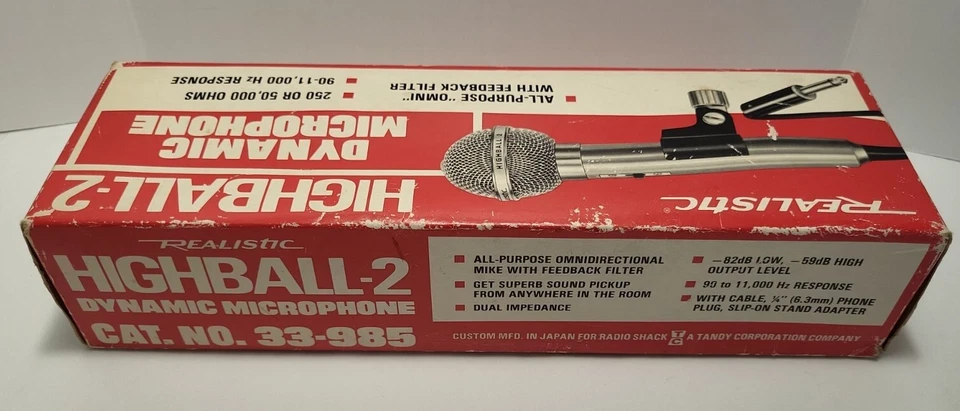 REALISTIC
HIGHBALL-2
DYNAMIC
MICROPHONE
250 OR 50,000 OHMS
90-11,000 Hz RESPONSE
ALL-PURPOSE "OMNI"
WITH FEEDBACK FILTER
HIGHBALL/2
REALISTIC
HIGHBALL-2
DYNAMIC MICROPHONE
CAT. NO. 33-985
ALL-PURPOSE OMNIDIRECTIONAL
MIKE WITH FEEDBACK FILTER
GET SUPERB SOUND PICKUP
FROM ANYWHERE IN THE ROOM
DUAL IMPEDANCE
−82dB LOW, −59dB HIGH
OUTPUT LEVEL
90 to 11,000 Hz RESPONSE
WITH CABLE, ¼" (6.3mm) PHONE
PLUG, SLIP-ON STAND ADAPTER
CUSTOM MFD. IN JAPAN FOR RADIO SHACK TC A TANDY CORPORATION COMPANY